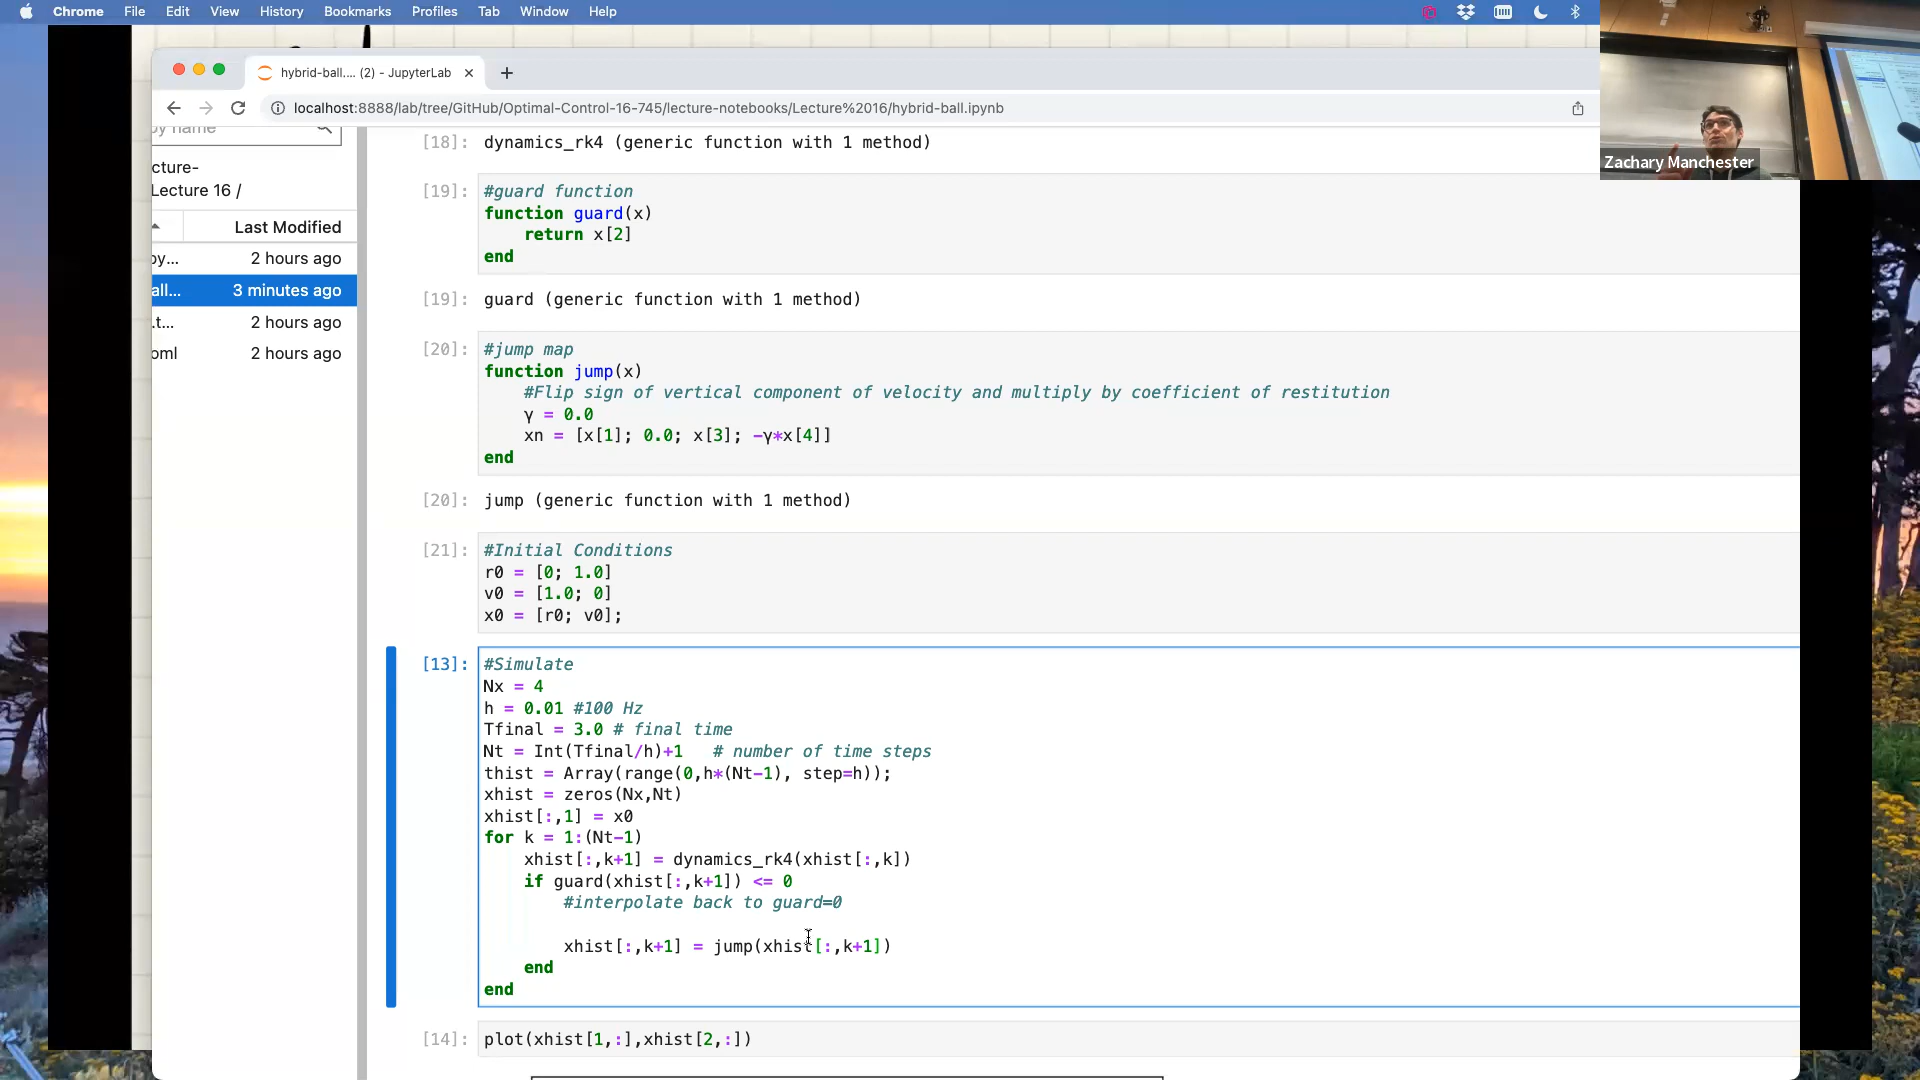 Chrome File Edit View History Bookmarks Profiles Tab Window Help
hybrid-ball.... (2) - JupyterLab
localhost:8888/lab/tree/GitHub/Optimal-Control-16-745/lecture-notebooks/Lecture%2016/hybrid-ball.ipynb
Zachary Manchester
by name
cture-
Lecture 16 /
Last Modified
by... 2 hours ago
all... 3 minutes ago
.t... 2 hours ago
oml 2 hours ago
[18]: dynamics_rk4 (generic function with 1 method)
[19]: #guard function
function guard(x)
return x[2]
end
[19]: guard (generic function with 1 method)
[20]: #jump map
function jump(x)
#Flip sign of vertical component of velocity and multiply by coefficient of restitution
γ = 0.0
xn = [x[1]; 0.0; x[3]; -γ*x[4]]
end
[20]: jump (generic function with 1 method)
[21]: #Initial Conditions
r0 = [0; 1.0]
v0 = [1.0; 0]
x0 = [r0; v0];
[13]: #Simulate
Nx = 4
h = 0.01 #100 Hz
Tfinal = 3.0 # final time
Nt = Int(Tfinal/h)+1 # number of time steps
thist = Array(range(0,h*(Nt-1), step=h));
xhist = zeros(Nx,Nt)
xhist[:,1] = x0
for k = 1:(Nt-1)
xhist[:,k+1] = dynamics_rk4(xhist[:,k])
if guard(xhist[:,k+1]) <= 0
#interpolate back to guard=0
xhist[:,k+1] = jump(xhist[:,k+1])
end
end
[14]: plot(xhist[1,:],xhist[2,:])